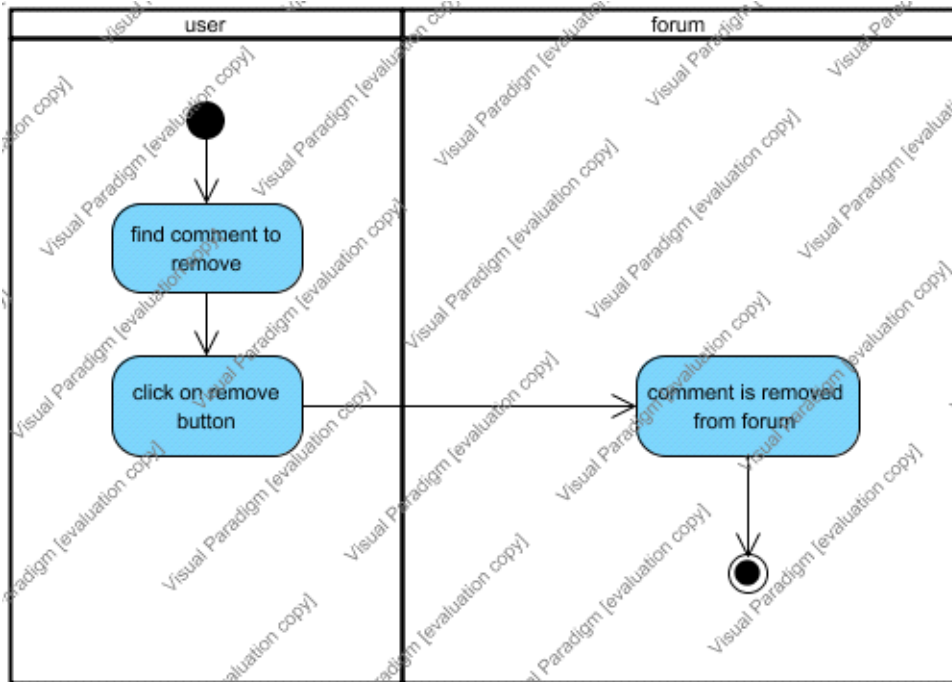 user
forum
find comment to
remove
click on remove
button
comment is removed
from forum
Visual Paradigm [evaluation copy]